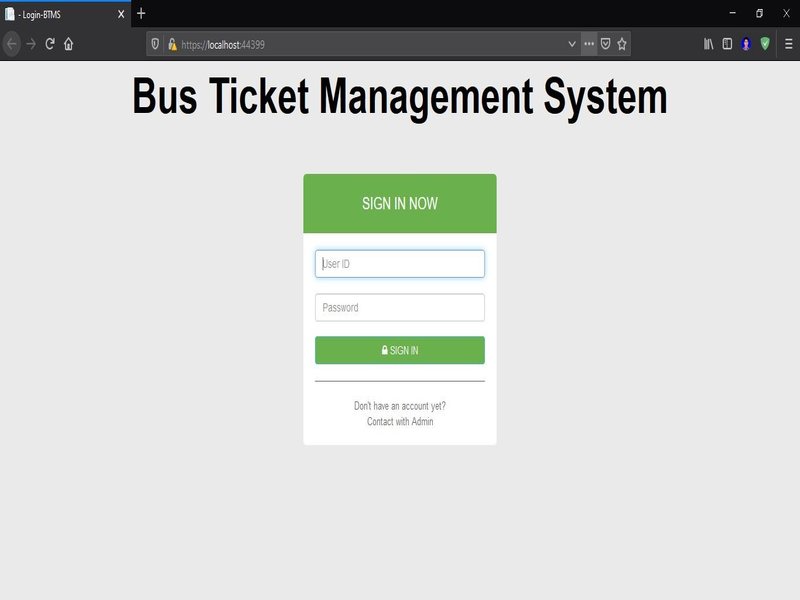 - Login-BTMS
https://localhost:44399
Bus Ticket Management System
SIGN IN NOW
User ID
Password
SIGN IN
Don't have an account yet?
Contact with Admin